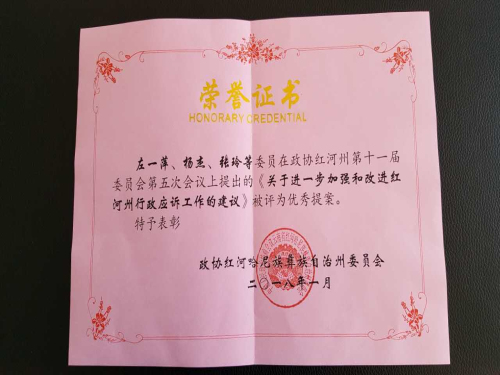 荣誉证书
HONORARY CREDENTIAL
左一萍、杨杰、张玲等委员在政协红河州第十一届
委员会第五次会议上提出的《关于进一步加强和改进红
河州行政应诉工作的建议》被评为优秀提案。
特予表彰
政协红河哈尼族彝族自治州委员会
二〇一八年一月